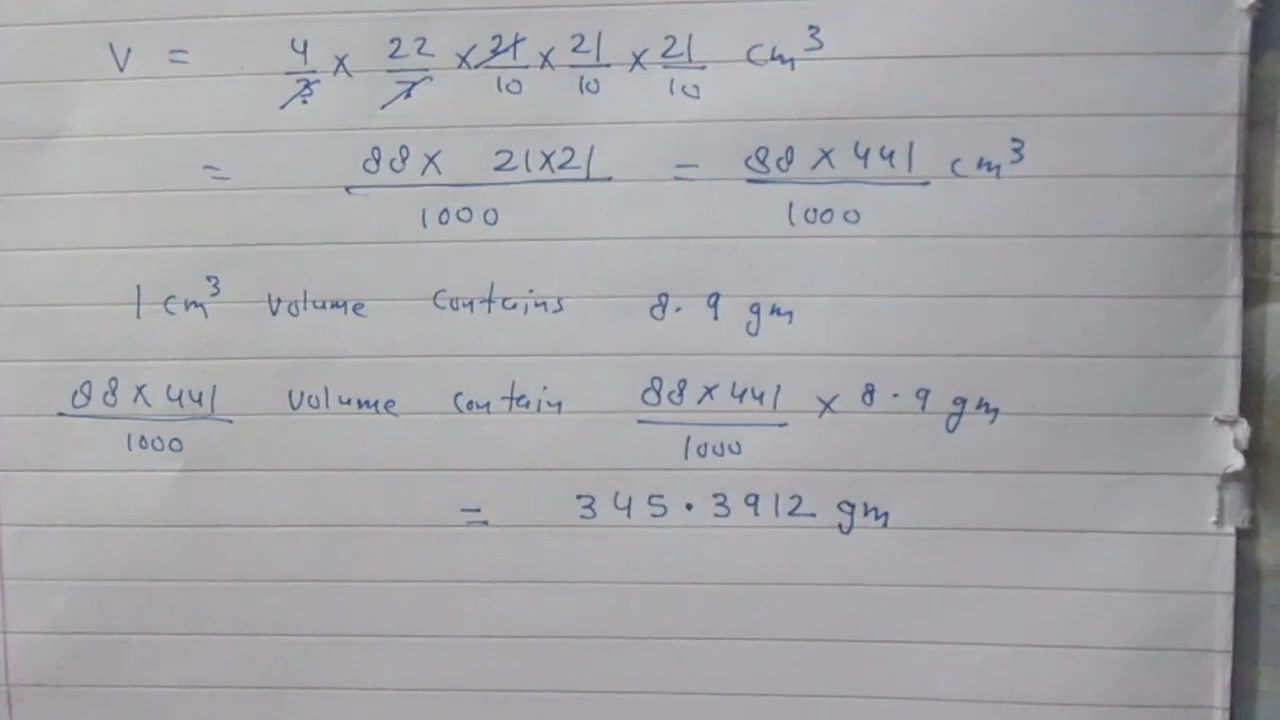 V = 4/3 × 22/7 × 21/10 × 21/10 × 21/10 cm³
= 88 × 21×21 / 1000 = 88 × 441 / 1000 cm³
1 cm³ volume contains 8.9 gm
88 × 441 / 1000 volume contain 88 × 441 / 1000 × 8.9 gm
= 345.3912 gm